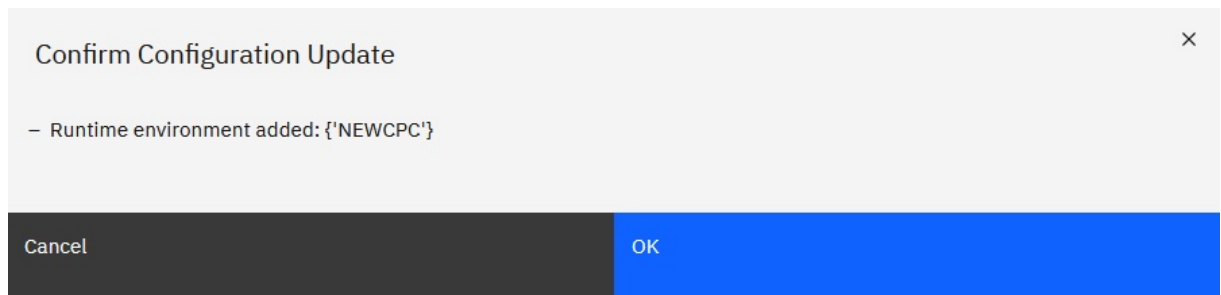 Confirm Configuration Update
– Runtime environment added: {'NEWCPC'}
Cancel
OK